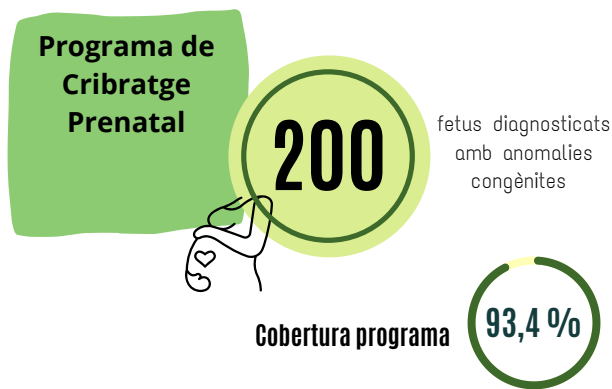 Programa de
Cribratge
Prenatal
200
fetus diagnosticats
amb anomalies
congènites
Cobertura programa
93,4 %